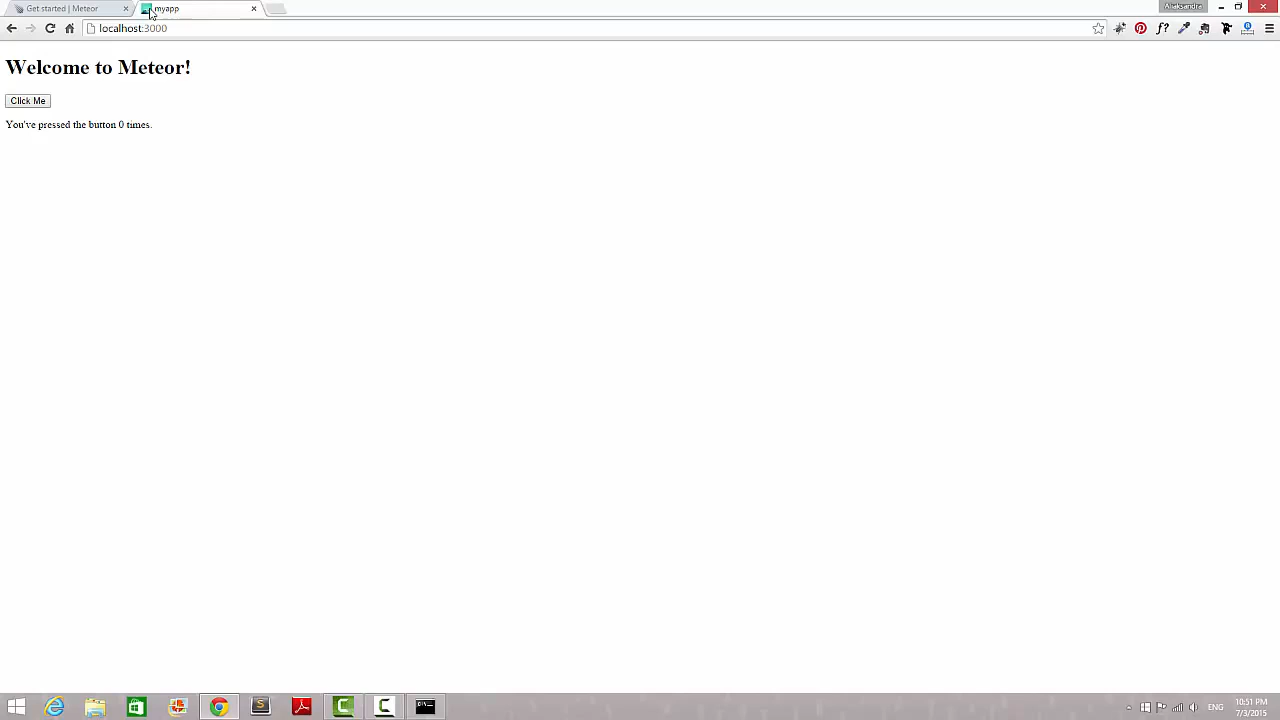 Get started | Meteor
myapp
Aliaksandra
localhost:3000
f?
Welcome to Meteor!
Click Me
You've pressed the button 0 times.
ENG
10:51 PM
7/3/2015